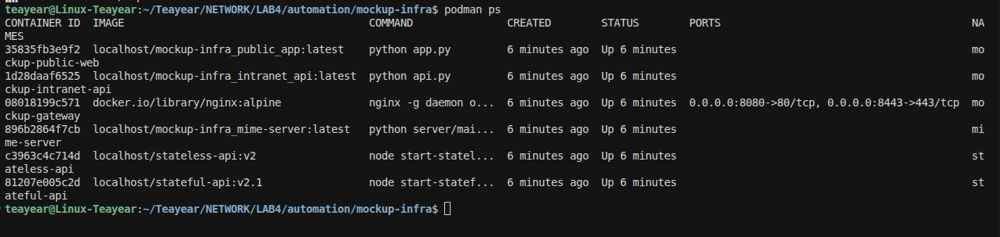 teayear@Linux-Teayear:~/Teayear/NETWORK/LAB4/automation/mockup-infra$ podman ps
CONTAINER ID  IMAGE                                       COMMAND             CREATED        STATUS        PORTS                                        NA
MES
35835fb3e9f2  localhost/mockup-infra_public_app:latest    python app.py       6 minutes ago  Up 6 minutes                                               mo
ckup-public-web
1d28daaf6525  localhost/mockup-infra_intranet_api:latest  python api.py       6 minutes ago  Up 6 minutes                                               mo
ckup-intranet-api
08018199c571  docker.io/library/nginx:alpine              nginx -g daemon o...  6 minutes ago  Up 6 minutes  0.0.0.0:8080->80/tcp, 0.0.0.0:8443->443/tcp  mo
ckup-gateway
896b2864f7cb  localhost/mockup-infra_mime-server:latest   python server/mai...  6 minutes ago  Up 6 minutes                                               mi
me-server
c3963c4c714d  localhost/stateless-api:v2                  node start-statel...  6 minutes ago  Up 6 minutes                                               st
ateless-api
81207e005c2d  localhost/stateful-api:v2.1                 node start-statef...  6 minutes ago  Up 6 minutes                                               st
ateful-api
teayear@Linux-Teayear:~/Teayear/NETWORK/LAB4/automation/mockup-infra$